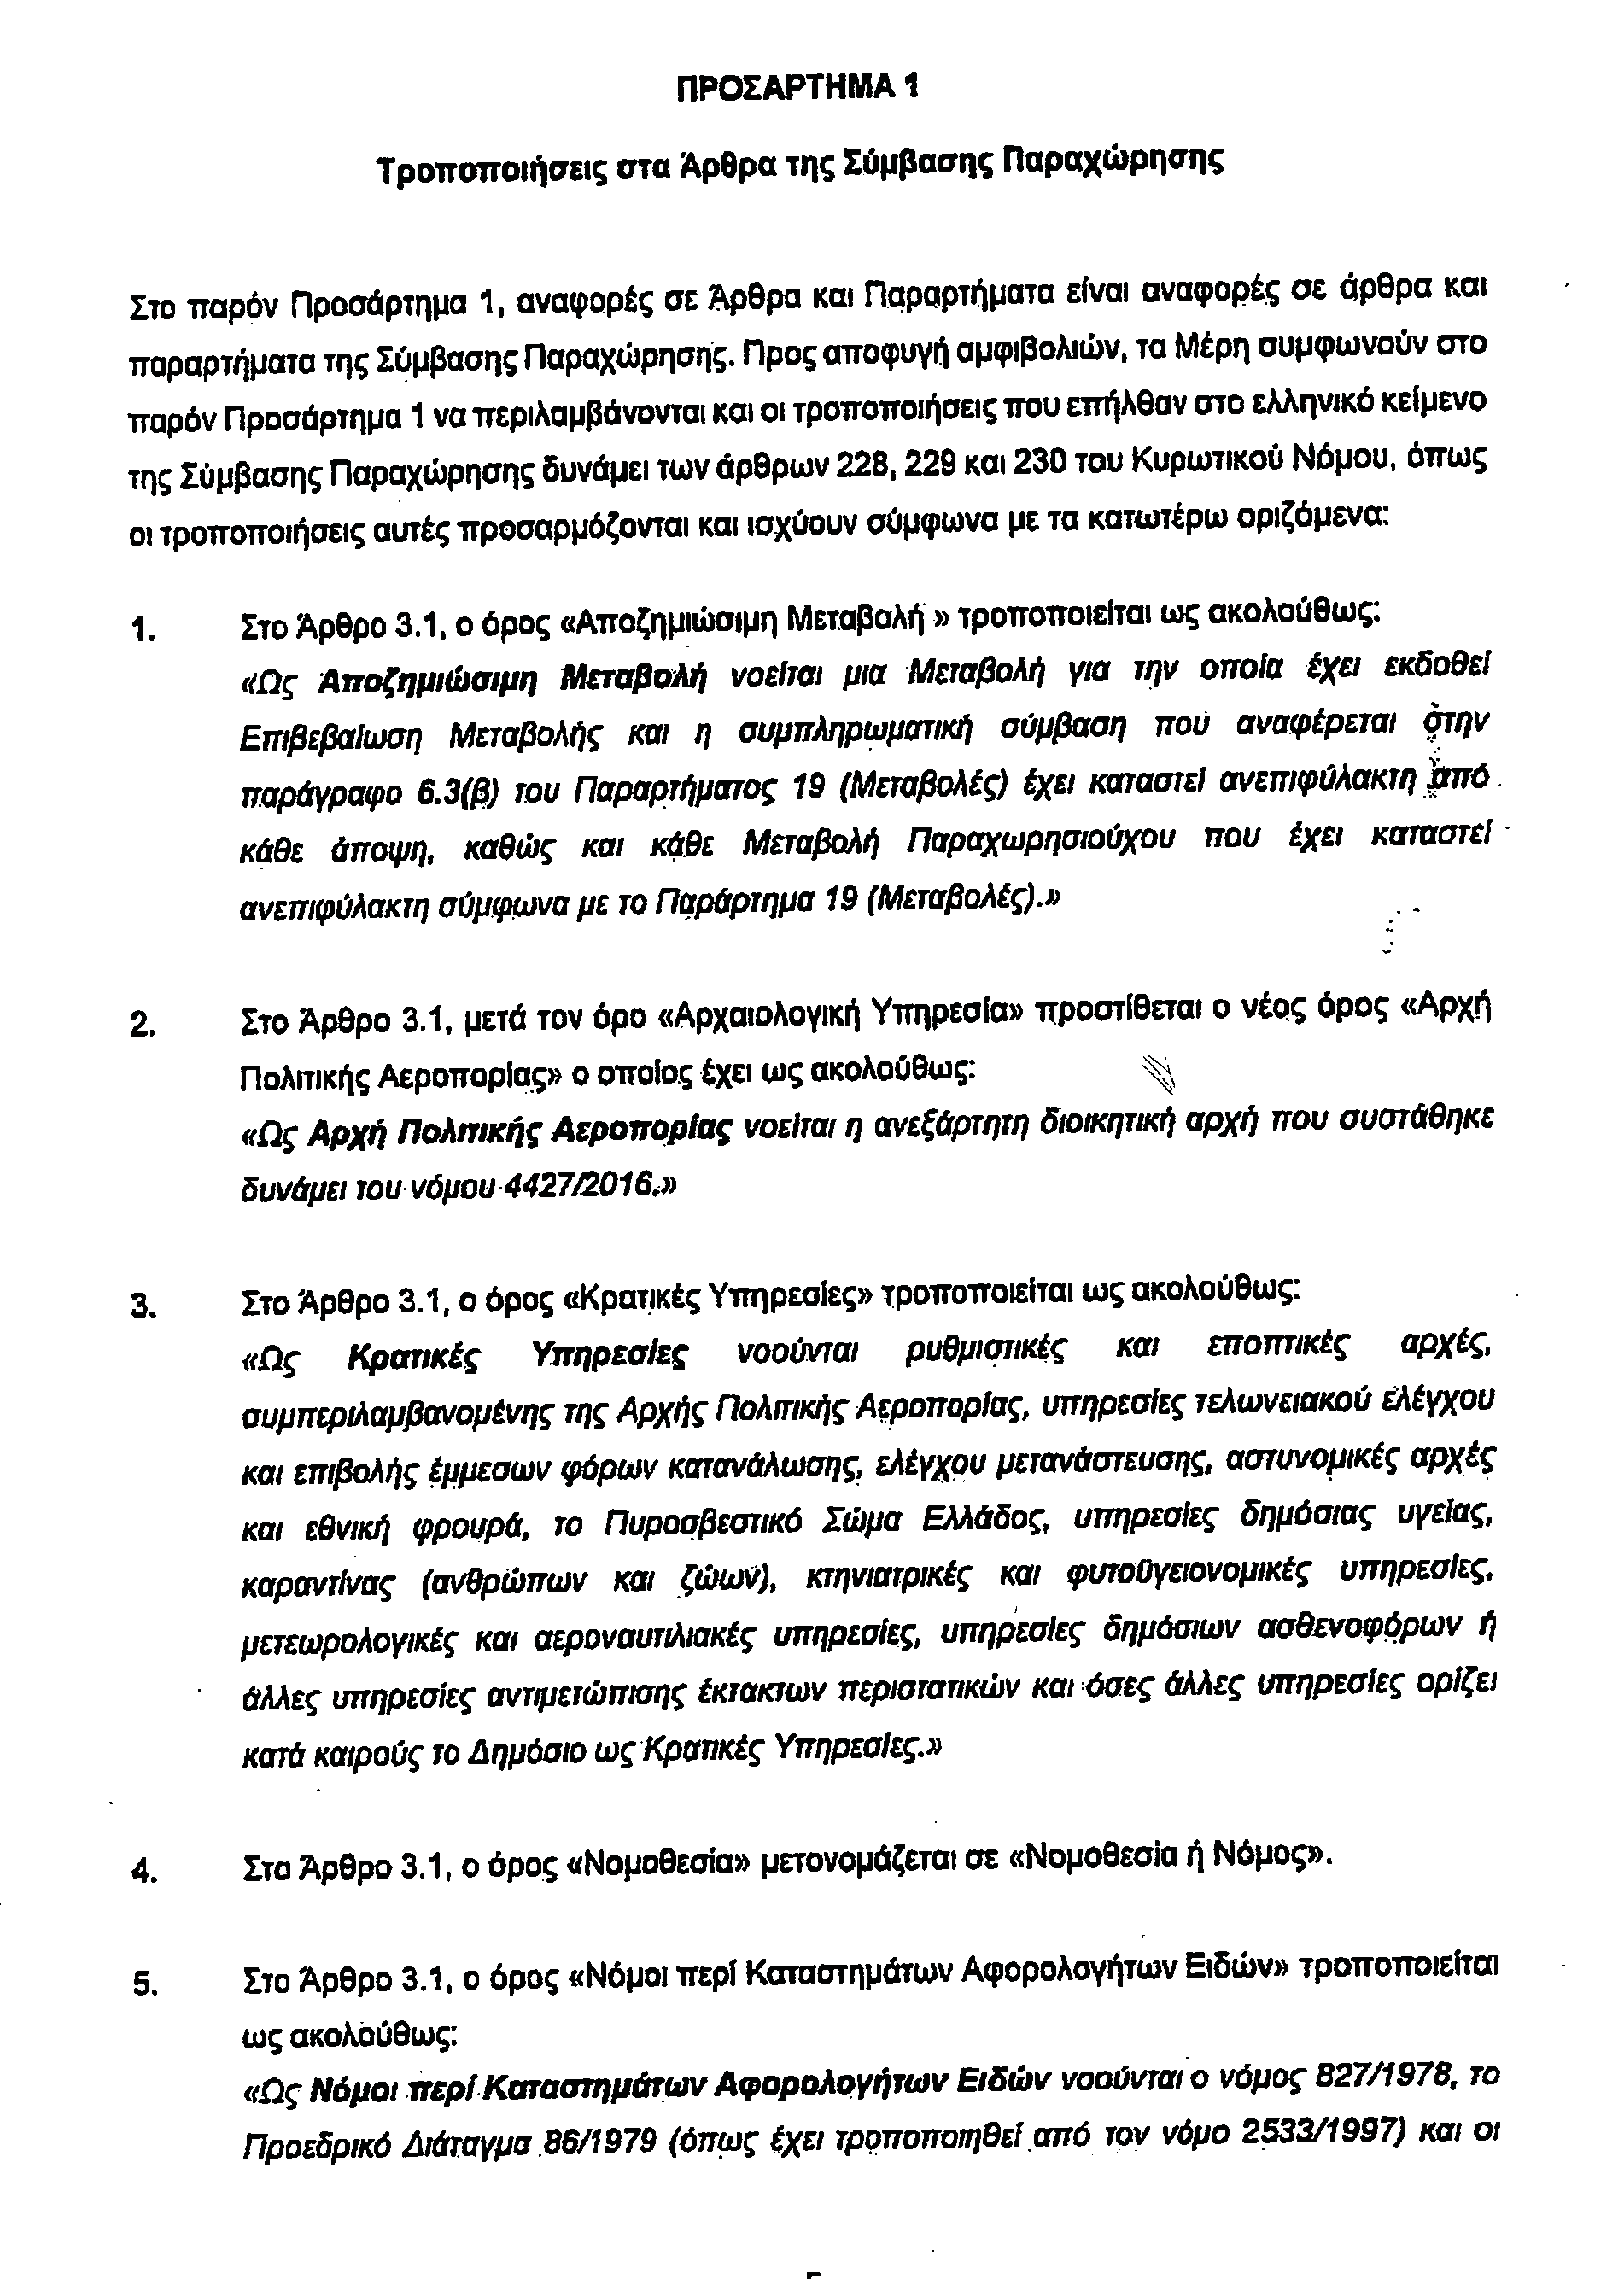 ΠΡΟΣΑΡΤΗΜΑ 1
Τροποποιήσεις στα Άρθρα της Σύμβασης Παραχώρησης
Στο παρόν Προσάρτημα 1, αναφορές σε Άρθρα και Παραρτήματα είναι αναφορές σε άρθρα και
παραρτήματα της Σύμβασης Παραχώρησης. Προς αποφυγή αμφιβολιών, τα Μέρη συμφωνούν στο
παρόν Προσάρτημα 1 να περιλαμβάνονται και οι τροποποιήσεις που επήλθαν στο ελληνικό κείμενο
της Σύμβασης Παραχώρησης δυνάμει των άρθρων 228, 229 και 230 του Κυρωτικού Νόμου, όπως
οι τροποποιήσεις αυτές προσαρμόζονται και ισχύουν σύμφωνα με τα κατωτέρω οριζόμενα:
1. Στο Άρθρο 3.1, ο όρος «Αποζημιώσιμη Μεταβολή » τροποποιείται ως ακολούθως:
«Ως Αποζημιώσιμη Μεταβολή νοείται μια Μεταβολή για την οποία έχει εκδοθεί
Επιβεβαίωση Μεταβολής και η συμπληρωματική σύμβαση που αναφέρεται στην
παράγραφο 6.3(β) του Παραρτήματος 19 (Μεταβολές) έχει καταστεί ανεπιφύλακτη από
κάθε άποψη, καθώς και κάθε Μεταβολή Παραχωρησιούχου που έχει καταστεί
ανεπιφύλακτη σύμφωνα με το Παράρτημα 19 (Μεταβολές).»
2. Στο Άρθρο 3.1, μετά τον όρο «Αρχαιολογική Υπηρεσία» προστίθεται ο νέος όρος «Αρχή
Πολιτικής Αεροπορίας» ο οποίος έχει ως ακολούθως:
«Ως Αρχή Πολιτικής Αεροπορίας νοείται η ανεξάρτητη διοικητική αρχή που συστάθηκε
δυνάμει του νόμου 4427/2016.»
3. Στο Άρθρο 3.1, ο όρος «Κρατικές Υπηρεσίες» τροποποιείται ως ακολούθως:
«Ως Κρατικές Υπηρεσίες νοούνται ρυθμιστικές και εποπτικές αρχές,
συμπεριλαμβανομένης της Αρχής Πολιτικής Αεροπορίας, υπηρεσίες τελωνειακού ελέγχου
και επιβολής έμμεσων φόρων κατανάλωσης, ελέγχου μετανάστευσης, αστυνομικές αρχές
και εθνική φρουρά, το Πυροσβεστικό Σώμα Ελλάδος, υπηρεσίες δημόσιας υγείας,
καραντίνας (ανθρώπων και ζώων), κτηνιατρικές και φυτοϋγειονομικές υπηρεσίες,
μετεωρολογικές και αεροναυτιλιακές υπηρεσίες, υπηρεσίες δημόσιων ασθενοφόρων ή
άλλες υπηρεσίες αντιμετώπισης έκτακτων περιστατικών και όσες άλλες υπηρεσίες ορίζει
κατά καιρούς το Δημόσιο ως Κρατικές Υπηρεσίες.»
4. Στο Άρθρο 3.1, ο όρος «Νομοθεσία» μετονομάζεται σε «Νομοθεσία ή Νόμος».
5. Στο Άρθρο 3.1, ο όρος «Νόμοι περί Καταστημάτων Αφορολογήτων Ειδών» τροποποιείται
ως ακολούθως:
«Ως Νόμοι περί Καταστημάτων Αφορολογήτων Ειδών νοούνται ο νόμος 827/1978, το
Προεδρικό Διάταγμα 86/1979 (όπως έχει τροποποιηθεί από τον νόμο 2533/1997) και οι